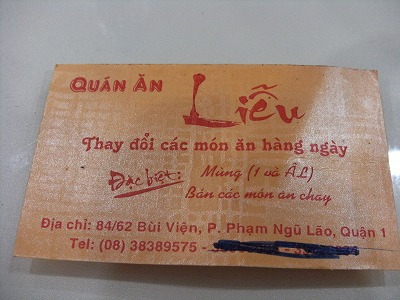 QUÁN ĂN Liễu
Thay đổi các món ăn hàng ngày
Đặc biệt: Mùng (1 và ÂL)
Bán các món ăn chay
Địa chỉ: 84/62 Bùi Viện, P. Phạm Ngũ Lão, Quận 1
Tel: (08) 38389575 -